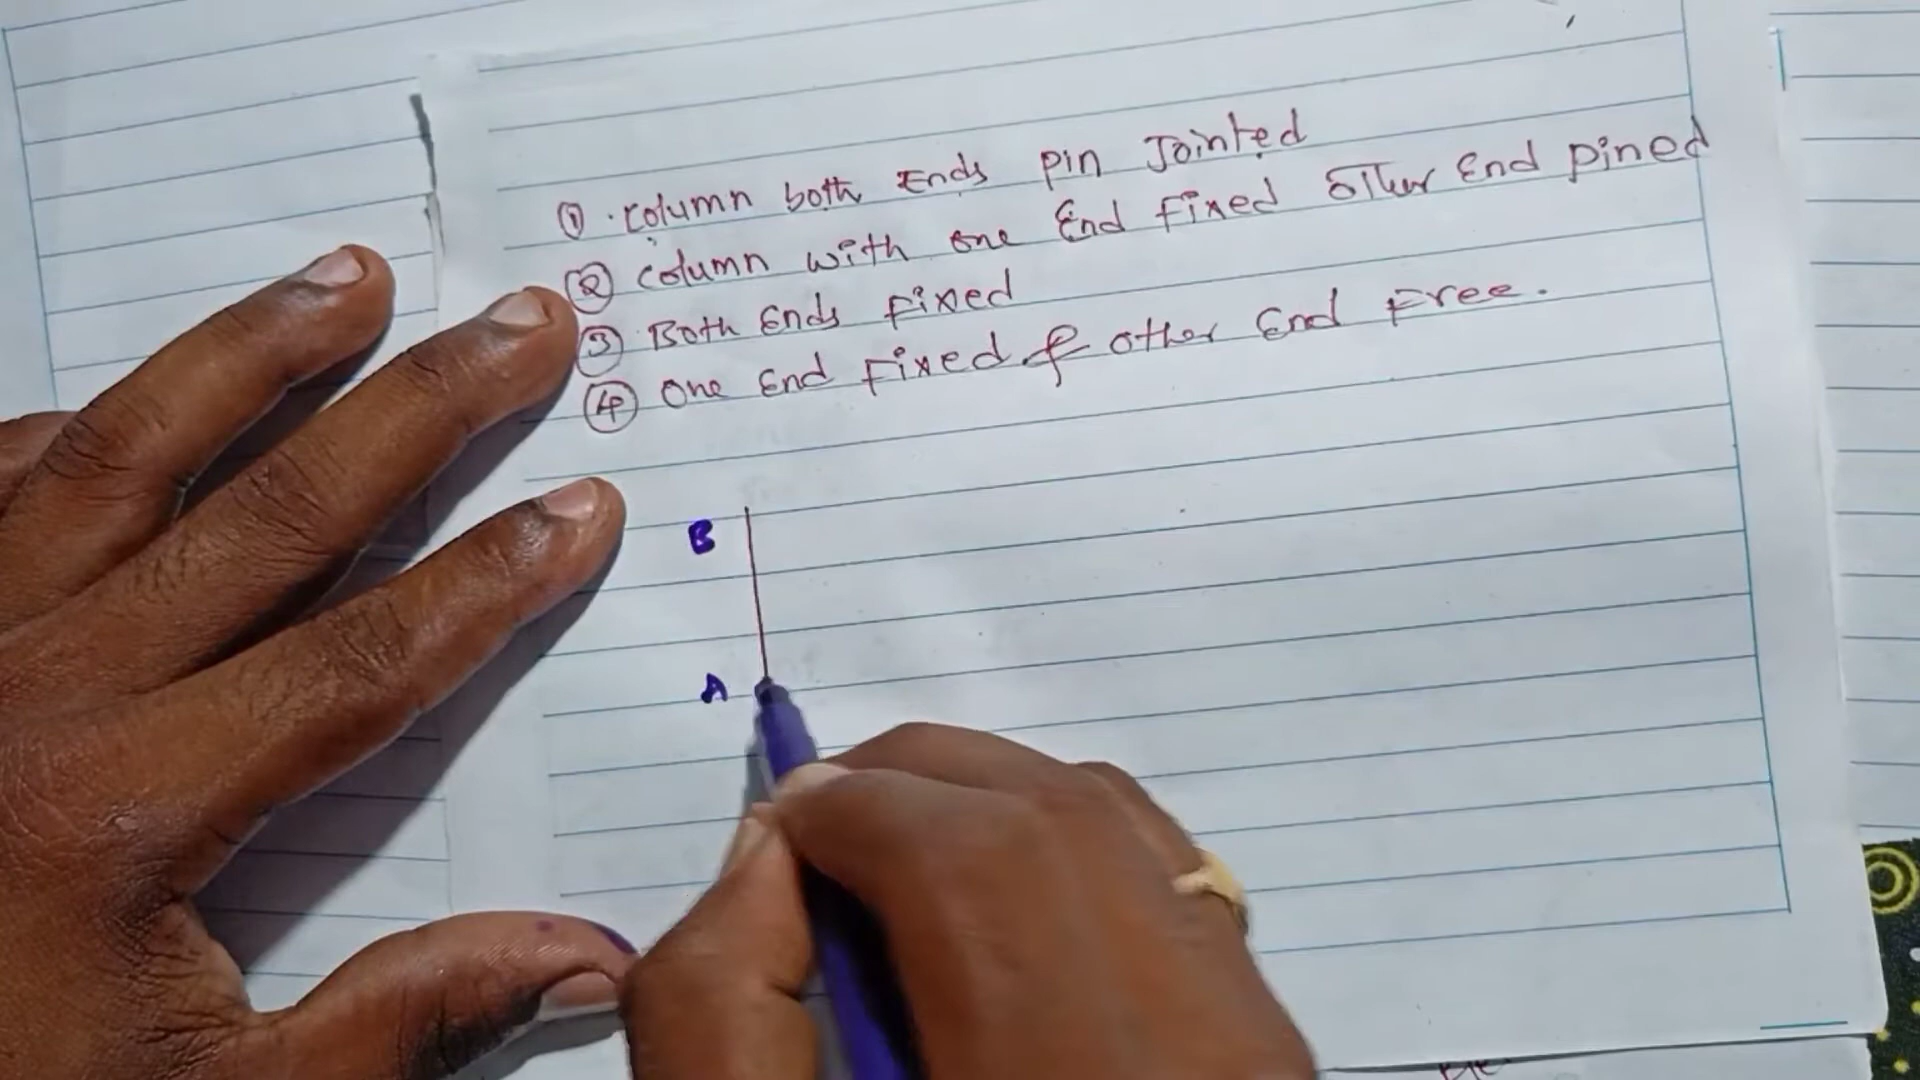 ① column both Ends Pin Jointed
② column with one End fixed other End pined
③ Both Ends fixed
④ One End fixed & other End Free.
B
A